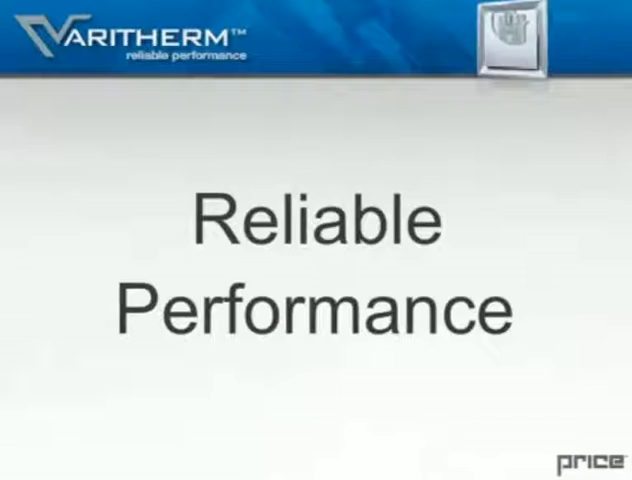 VARITHERM™
reliable performance
Reliable
Performance
price